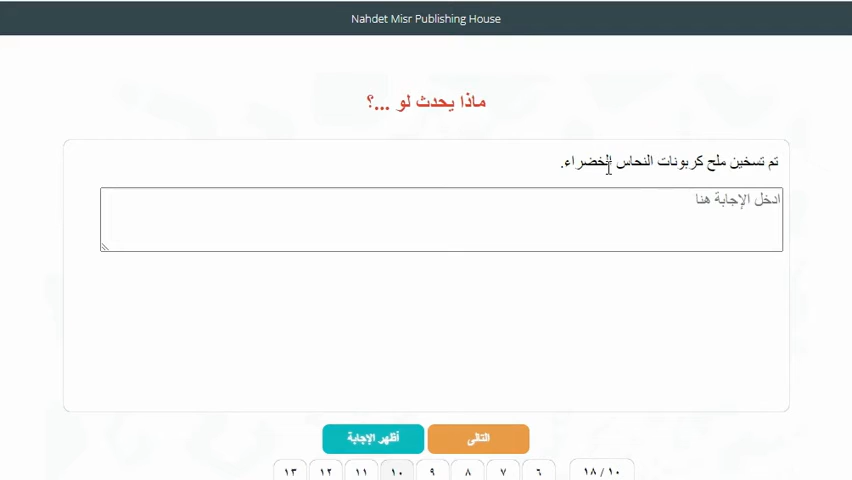 Nahdet Misr Publishing House
ماذا يحدث لو ...؟
تم تسخين ملح كربونات النحاس الخضراء.
ادخل الإجابة هنا
أظهر الإجابة
التالى
١٣ ١٢ ١١ ١٠ ٩ ٨ ٧ ٦ ١٨ / ١٠